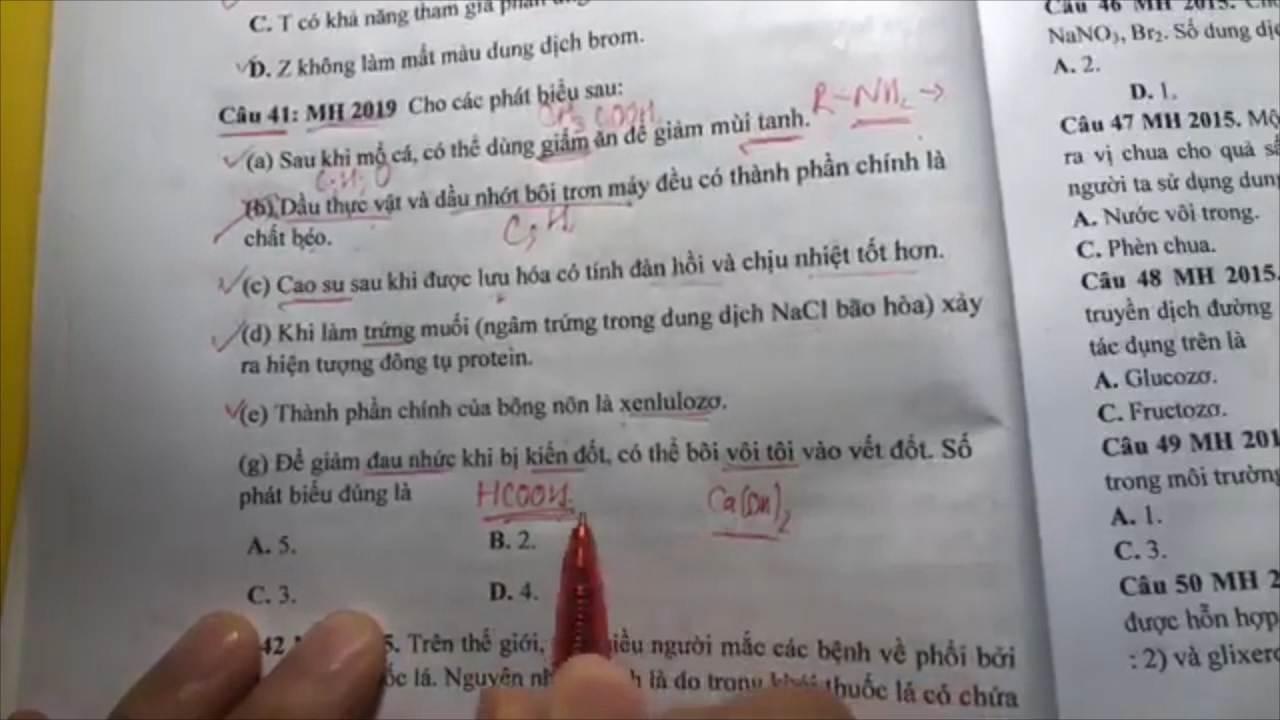 C. T có khả năng tham gia
D. Z không làm mất màu dung dịch brom.
Câu 41: MH 2019 Cho các phát biểu sau:
CH3COOH
R-NH2 →
(a) Sau khi mổ cá, có thể dùng giấm ăn để giảm mùi tanh.
(b) Dầu thực vật và dầu nhớt bôi trơn máy đều có thành phần chính là
chất béo.
(c) Cao su sau khi được lưu hóa có tính đàn hồi và chịu nhiệt tốt hơn.
(d) Khi làm trứng muối (ngâm trứng trong dung dịch NaCl bão hòa) xảy
ra hiện tượng đông tụ protein.
(e) Thành phần chính của bông nõn là xenlulozơ.
(g) Để giảm đau nhức khi bị kiến đốt, có thể bôi vôi tôi vào vết đốt. Số
phát biểu đúng là
HCOOH
Ca(OH)2
A. 5.
B. 2.
C. 3.
D. 4.
42
5. Trên thế giới, người mắc các bệnh về phổi bởi
lá. Nguyên là do trong khói thuốc lá có chứa
Câu 46 MH 2015.
NaNO3, Br2. Số dung
A. 2.
D. 1.
Câu 47 MH 2015.
ra vị chua cho quả
người ta sử dụng
A. Nước vôi trong.
C. Phèn chua.
Câu 48 MH 2015.
truyền dịch đường
tác dụng trên là
A. Glucozơ.
C. Fructozơ.
Câu 49 MH 201
trong môi trường
A. 1.
C. 3.
Câu 50 MH 2
được hỗn hợp
: 2) và